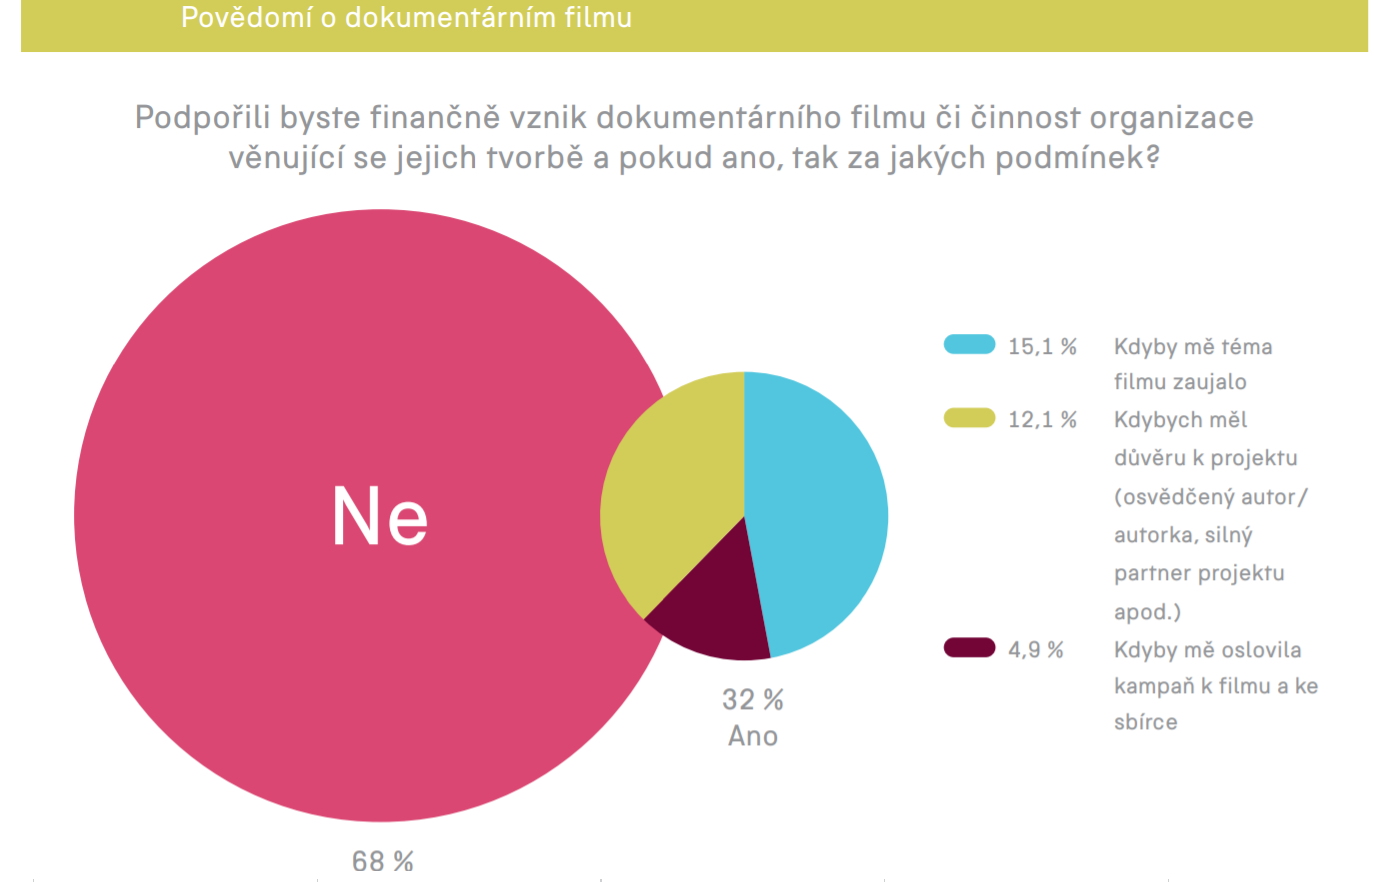 Povědomí o dokumentárním filmu
Podpořili byste finančně vznik dokumentárního filmu či činnost organizace
věnující se jejich tvorbě a pokud ano, tak za jakých podmínek?
Ne
68 %
32 %
Ano
15,1 % Kdyby mě téma
filmu zaujalo
12,1 % Kdybych měl
důvěru k projektu
(osvědčený autor/
autorka, silný
partner projektu
apod.)
4,9 % Kdyby mě oslovila
kampaň k filmu a ke
sbírce